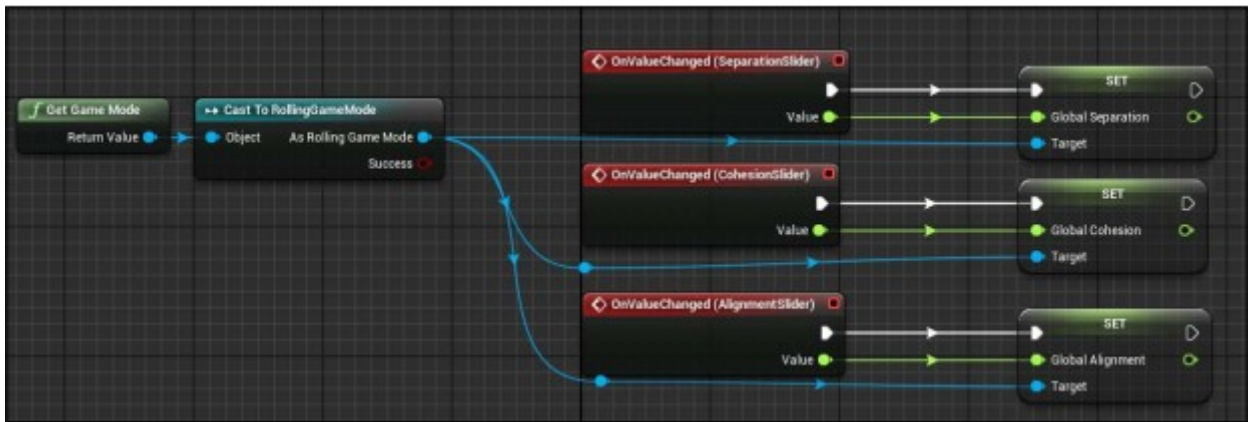 f Get Game Mode
Return Value
Cast To RollingGameMode
Object As Rolling Game Mode
Success
OnValueChanged (SeparationSlider)
Value
SET
Global Separation
Target
OnValueChanged (CohesionSlider)
Value
SET
Global Cohesion
Target
OnValueChanged (AlignmentSlider)
Value
SET
Global Alignment
Target